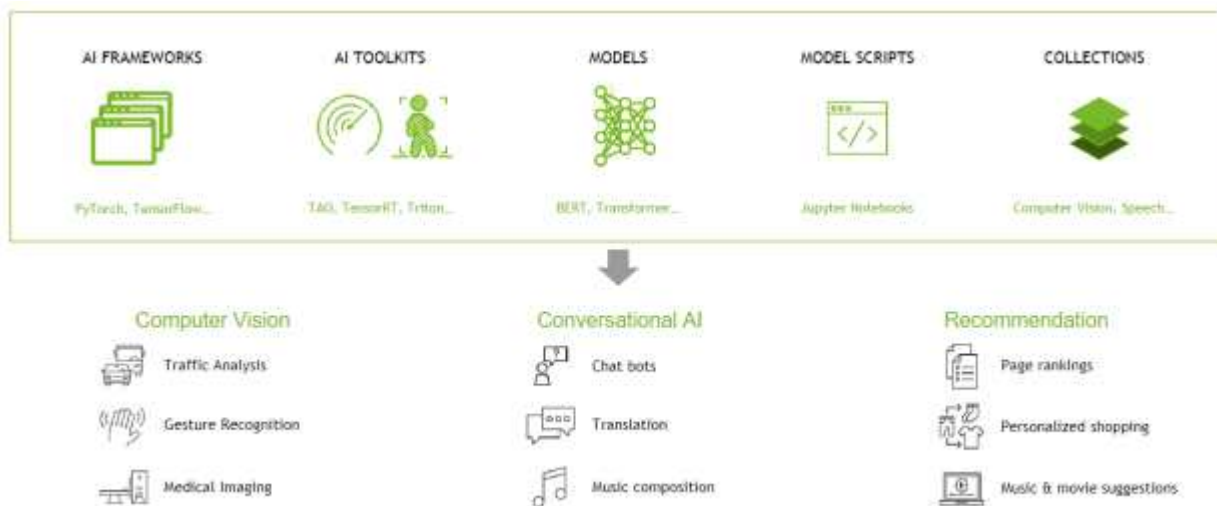 AI FRAMEWORKS
AI TOOLKITS
MODELS
MODEL SCRIPTS
COLLECTIONS
</>
PyTorch, TensorFlow...
TAO, TensorRT, Triton...
BERT, Transformer...
Jupyter Notebooks
Computer Vision, Speech...
Computer Vision
Conversational AI
Recommendation
Traffic Analysis
Chat bots
Page rankings
Gesture Recognition
Translation
Personalized shopping
Medical Imaging
Music composition
Music & movie suggestions